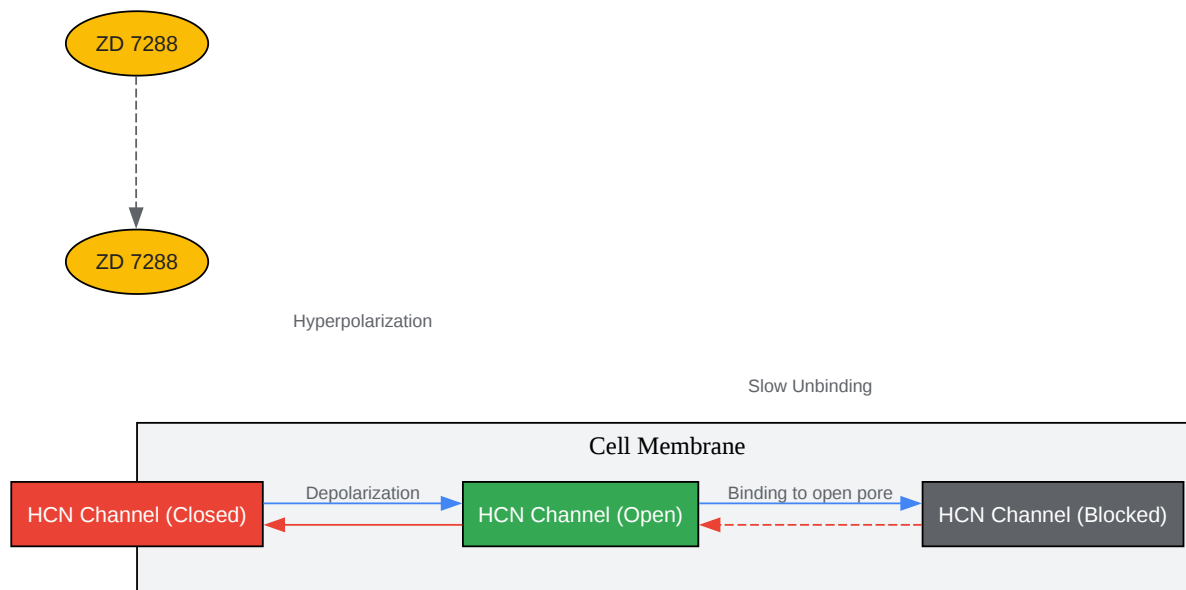 ZD 7288
ZD 7288
Hyperpolarization
Slow Unbinding
Cell Membrane
Depolarization
Binding to open pore
HCN Channel (Closed)
HCN Channel (Open)
HCN Channel (Blocked)